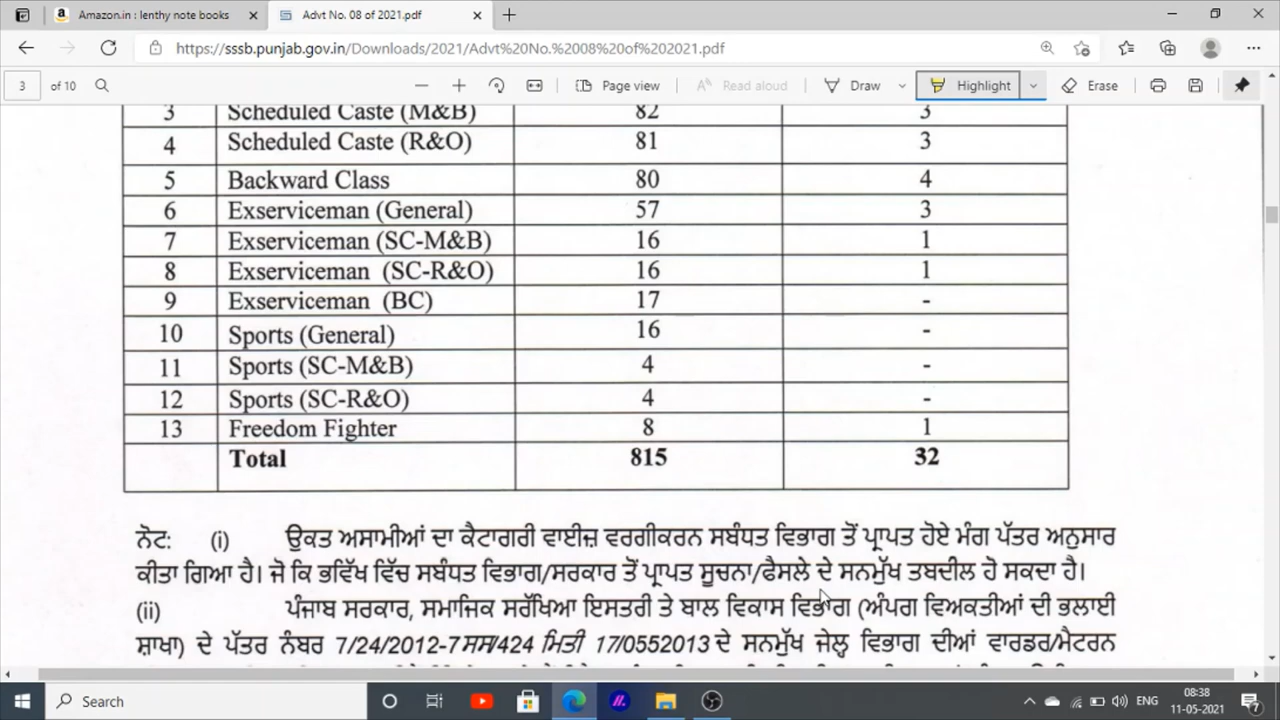 Amazon.in : lenthy note books
Advt No. 08 of 2021.pdf
https://sssb.punjab.gov.in/Downloads/2021/Advt%20No.%2008%20of%202021.pdf
3 of 10 Page view Read aloud Draw Highlight Erase
3 Scheduled Caste (M&B) 82 3
4 Scheduled Caste (R&O) 81 3
5 Backward Class 80 4
6 Exserviceman (General) 57 3
7 Exserviceman (SC-M&B) 16 1
8 Exserviceman (SC-R&O) 16 1
9 Exserviceman (BC) 17 -
10 Sports (General) 16 -
11 Sports (SC-M&B) 4 -
12 Sports (SC-R&O) 4 -
13 Freedom Fighter 8 1
Total 815 32
ਨੋਟ: (i) ਉਕਤ ਅਸਾਮੀਆਂ ਦਾ ਕੈਟਾਗਰੀ ਵਾਈਜ਼ ਵਰਗੀਕਰਨ ਸਬੰਧਤ ਵਿਭਾਗ ਤੋਂ ਪ੍ਰਾਪਤ ਹੋਏ ਮੰਗ ਪੱਤਰ ਅਨੁਸਾਰ
ਕੀਤਾ ਗਿਆ ਹੈ। ਜੋ ਕਿ ਭਵਿੱਖ ਵਿੱਚ ਸਬੰਧਤ ਵਿਭਾਗ/ਸਰਕਾਰ ਤੋਂ ਪ੍ਰਾਪਤ ਸੂਚਨਾ/ਫੈਸਲੇ ਦੇ ਸਨਮੁੱਖ ਤਬਦੀਲ ਹੋ ਸਕਦਾ ਹੈ।
(ii) ਪੰਜਾਬ ਸਰਕਾਰ, ਸਮਾਜਿਕ ਸਰੱਖਿਆ ਇਸਤਰੀ ਤੇ ਬਾਲ ਵਿਕਾਸ ਵਿਭਾਗ (ਅੰਪਗ ਵਿਅਕਤੀਆਂ ਦੀ ਭਲਾਈ
ਸ਼ਾਖਾ) ਦੇ ਪੱਤਰ ਨੰਬਰ 7/24/2012-7ਸਸ/424 ਮਿਤੀ 17/0552013 ਦੇ ਸਨਮੁੱਖ ਜੇਲ੍ਹ ਵਿਭਾਗ ਦੀਆਂ ਵਾਰਡਰ/ਮੈਟਰਨ
Search ENG 08:38
11-05-2021